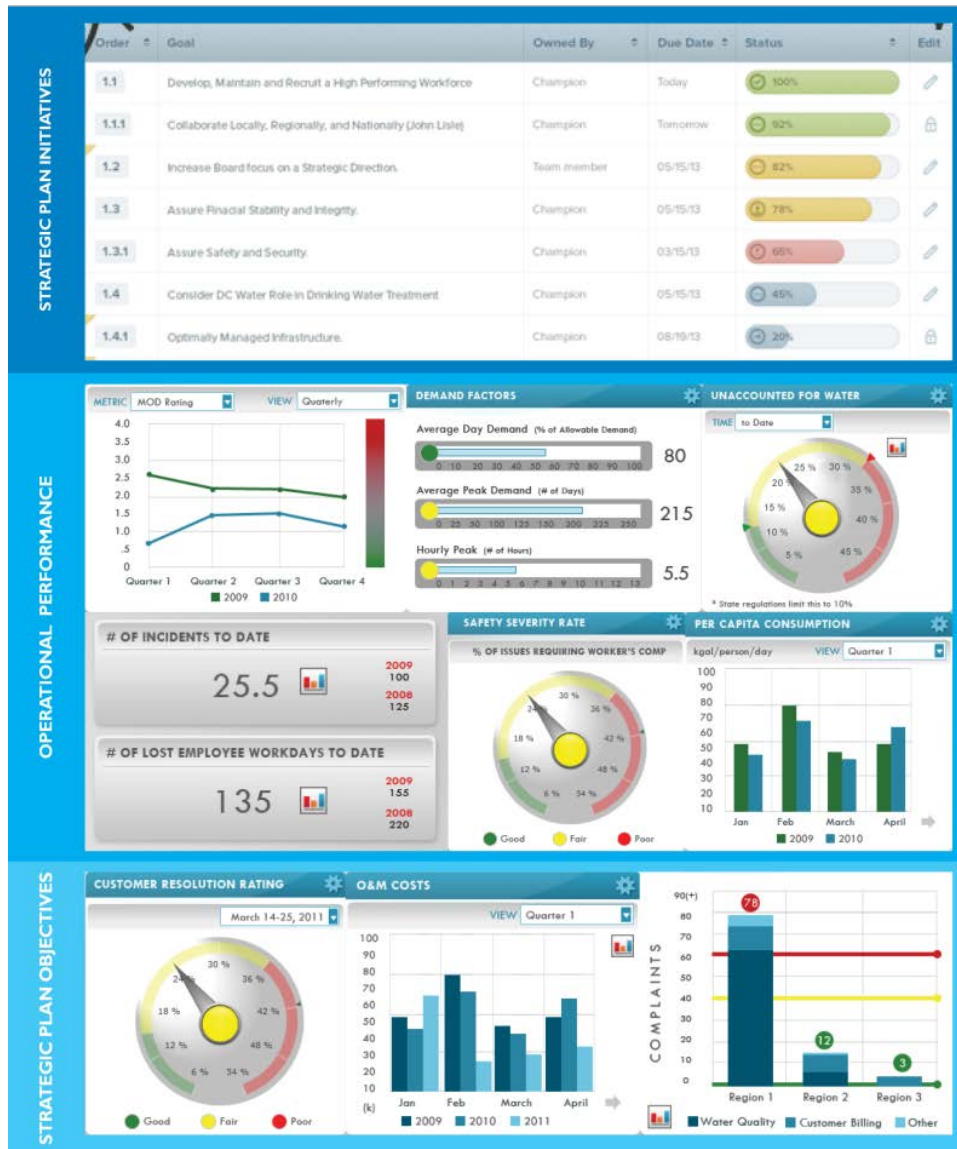 STRATEGIC PLAN INITIATIVES
Order Goal Owned By Due Date Status Edit
1.1 Develop, Maintain and Recruit a High Performing Workforce Champion Today 100%
1.1.1 Collaborate Locally, Regionally, and Nationally (John Lisle) Champion Tomorrow 92%
1.2 Increase Board focus on a Strategic Direction. Team member 05/15/13 82%
1.3 Assure Finacial Stability and Integrity. Champion 05/15/13 78%
1.3.1 Assure Safety and Security. Champion 03/15/13 65%
1.4 Consider DC Water Role in Drinking Water Treatment Champion 05/15/13 45%
1.4.1 Optimally Managed Infrastructure. Champion 08/19/13 20%
OPERATIONAL PERFORMANCE
METRIC MOD Rating VIEW Quaterly
4.0
3.5
3.0
2.5
2.0
1.5
1.0
.5
0
Quarter 1 Quarter 2 Quarter 3 Quarter 4
2009 2010
DEMAND FACTORS
Average Day Demand (% of Allowable Demand)
80
0 10 20 30 40 50 60 70 80 90 100
Average Peak Demand (# of Days)
215
0 25 50 100 125 150 200 225 250
Hourly Peak (# of Hours)
5.5
0 1 2 3 4 5 6 7 8 9 10 11 12 13
UNACCOUNTED FOR WATER
TIME to Date
25 % 30 %
20 35 %
15 % 40 %
10 %
5 % 45 %
* State regulations limit this to 10%
# OF INCIDENTS TO DATE
25.5
2009
100
2008
125
# OF LOST EMPLOYEE WORKDAYS TO DATE
135
2009
155
2008
220
SAFETY SEVERITY RATE
% OF ISSUES REQUIRING WORKER'S COMP
30 %
24 36 %
18 % 42 %
12 % 48 %
6 % 54 %
Good Fair Poor
PER CAPITA CONSUMPTION
kgal/person/day VIEW Quarter 1
100
90
80
70
60
50
40
30
20
10
Jan Feb March April
2009 2010
STRATEGIC PLAN OBJECTIVES
CUSTOMER RESOLUTION RATING
March 14-25, 2011
30 %
24% 36 %
18 % 42 %
12 % 48 %
6 % 54 %
Good Fair Poor
O&M COSTS
VIEW Quarter 1
100
90
80
70
60
50
40
30
20
10
(k)
Jan Feb March April
2009 2010 2011
COMPLAINTS
90(+)
80
70
60
50
40
30
20
10
0
78
12
3
Region 1 Region 2 Region 3
Water Quality Customer Billing Other